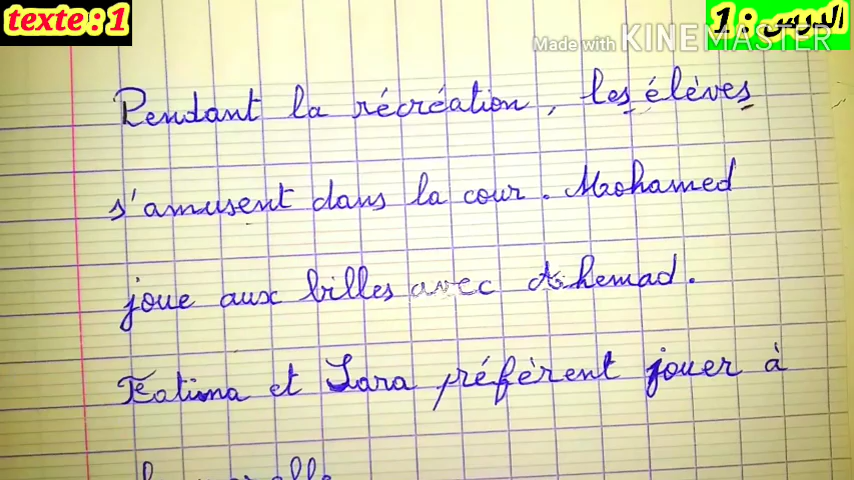 texte : 1
الدرس : 1
Made with KINEMASTER
Pendant la récréation, les élèves
s'amusent dans la cour. Mohamed
joue aux billes avec Ahemad.
Fatima et Sara préfèrent jouer à